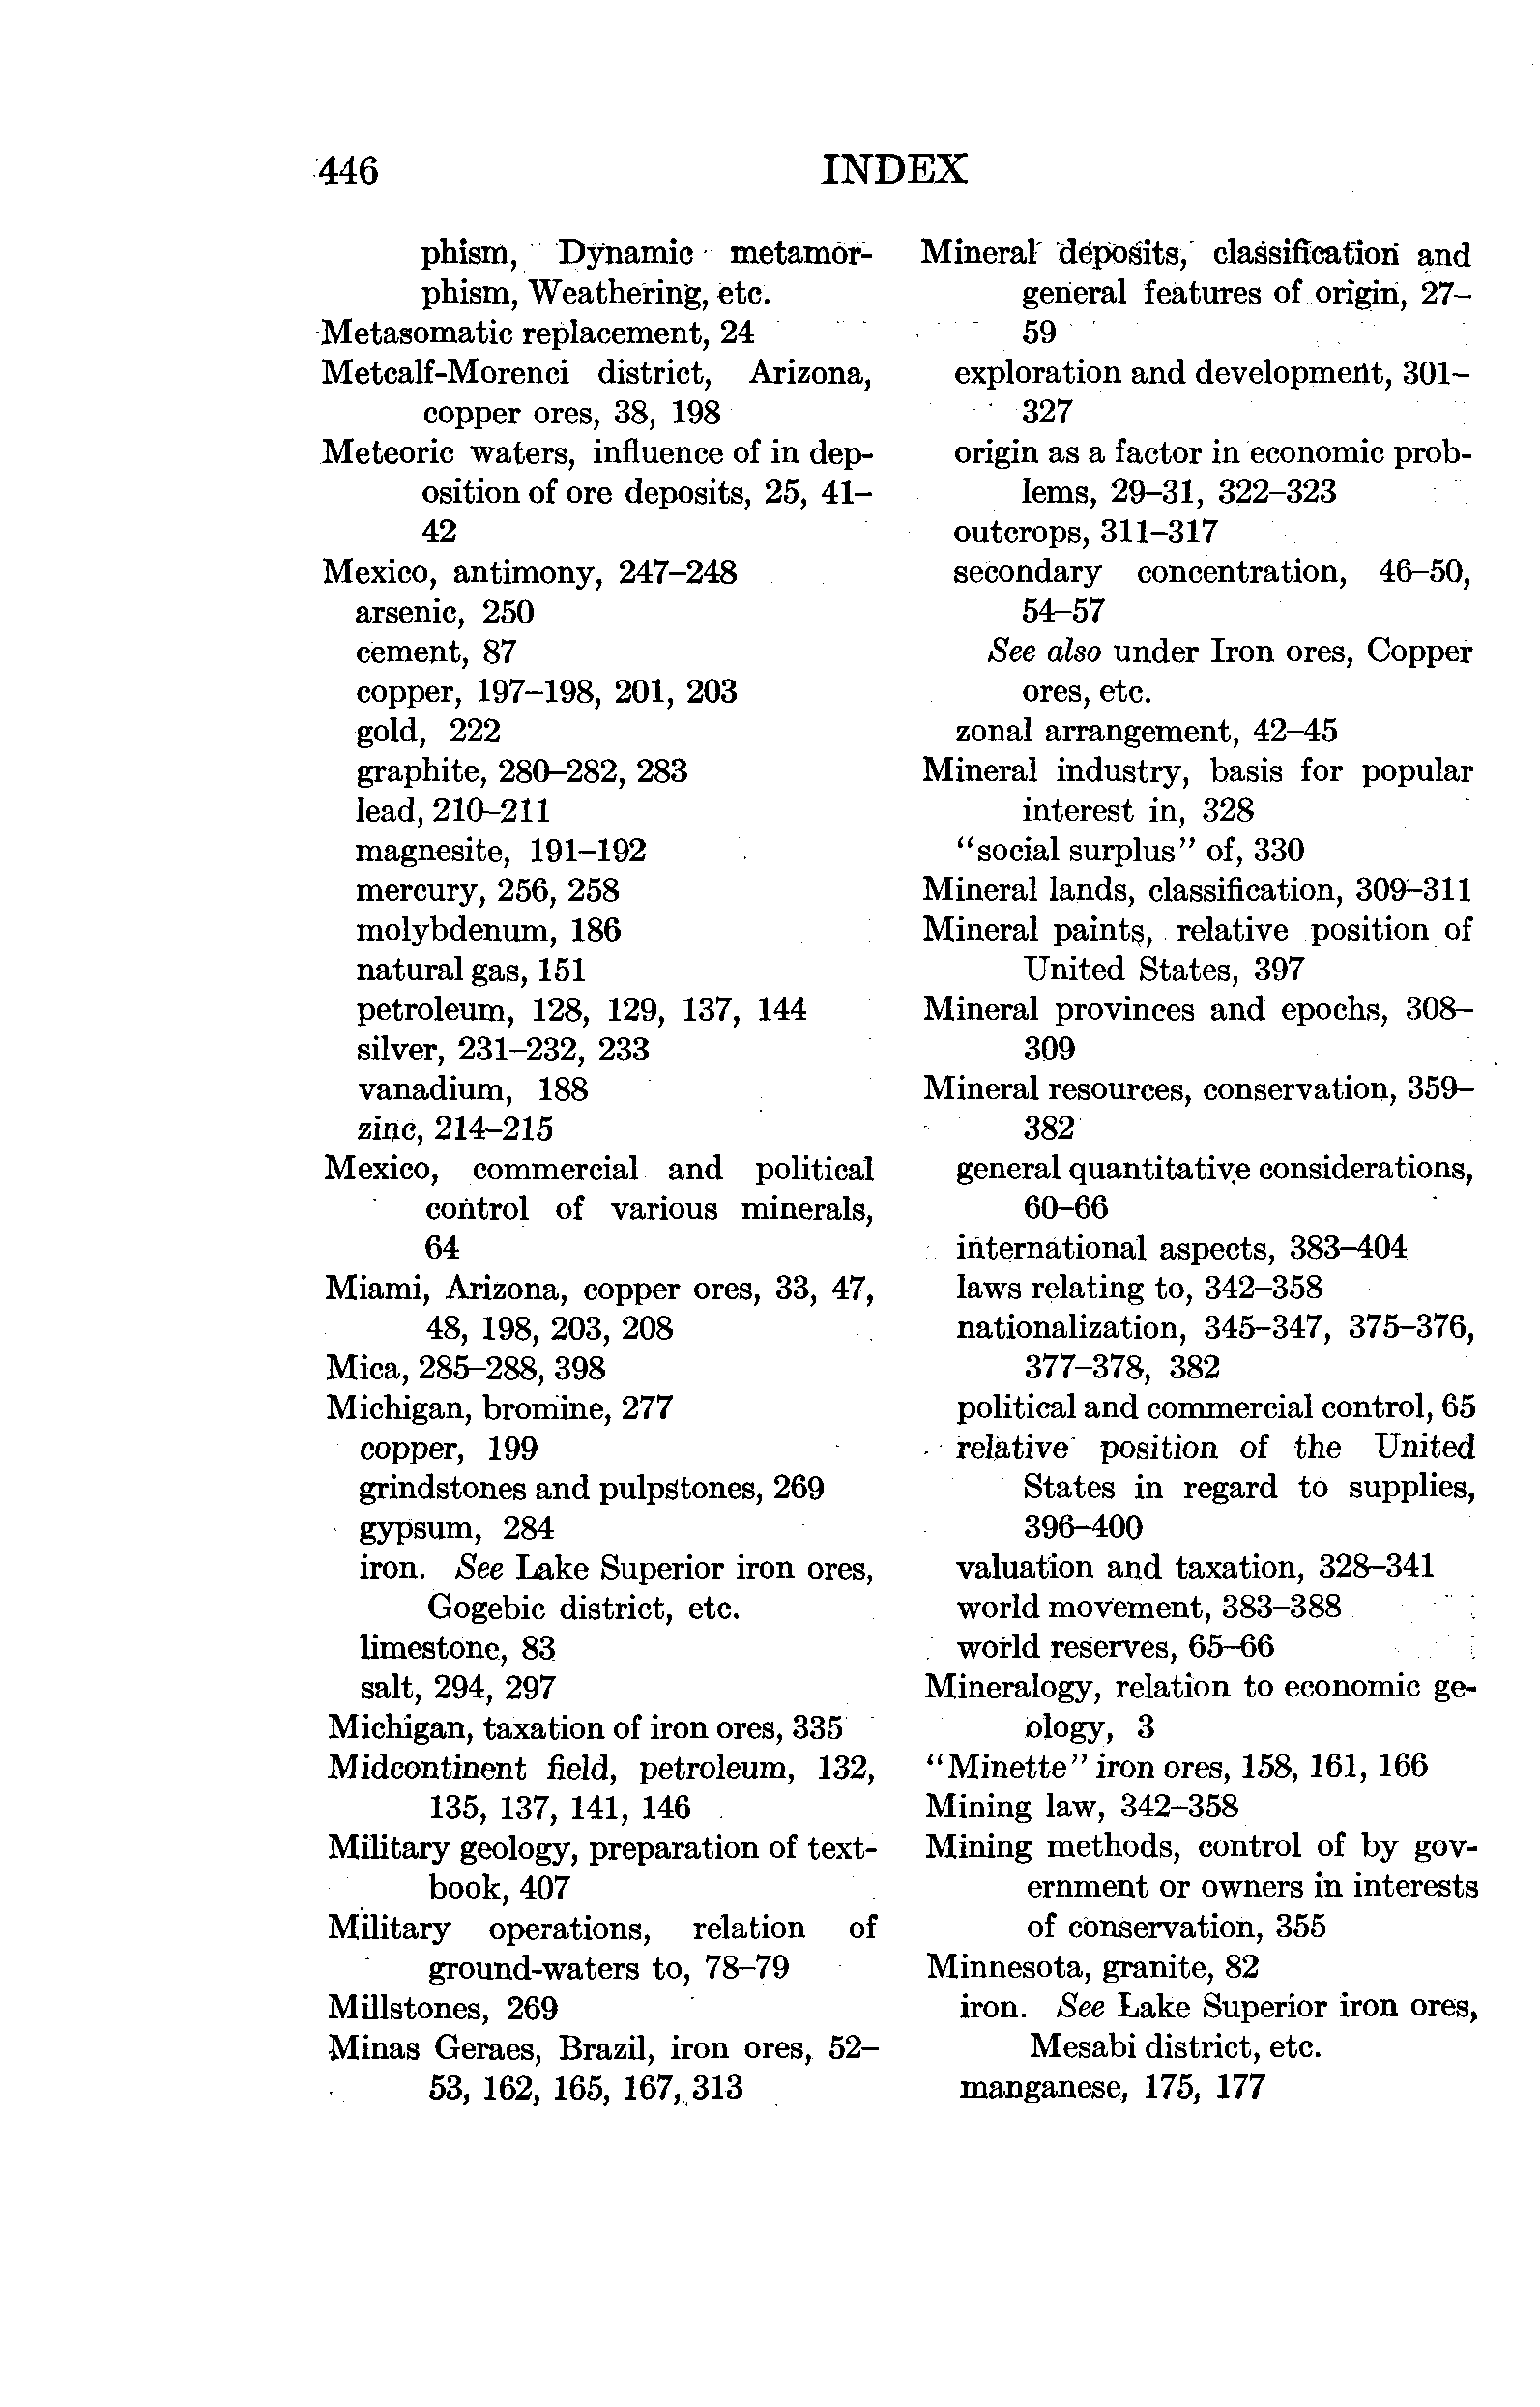 446 INDEX
phism, Dynamic metamor-
phism, Weathering, etc.
Metasomatic replacement, 24
Metcalf-Morenci district, Arizona,
copper ores, 38, 198
Meteoric waters, influence of in dep-
osition of ore deposits, 25, 41–
42
Mexico, antimony, 247–248
arsenic, 250
cement, 87
copper, 197–198, 201, 203
gold, 222
graphite, 280–282, 283
lead, 210–211
magnesite, 191–192
mercury, 256, 258
molybdenum, 186
natural gas, 151
petroleum, 128, 129, 137, 144
silver, 231–232, 233
vanadium, 188
zinc, 214–215
Mexico, commercial and political
control of various minerals,
64
Miami, Arizona, copper ores, 33, 47,
48, 198, 203, 208
Mica, 285–288, 398
Michigan, bromine, 277
copper, 199
grindstones and pulpstones, 269
gypsum, 284
iron. See Lake Superior iron ores,
Gogebic district, etc.
limestone, 83
salt, 294, 297
Michigan, taxation of iron ores, 335
Midcontinent field, petroleum, 132,
135, 137, 141, 146
Military geology, preparation of text-
book, 407
Military operations, relation of
ground-waters to, 78–79
Millstones, 269
Minas Geraes, Brazil, iron ores, 52–
53, 162, 165, 167, 313
Mineral deposits, classification and
general features of origin, 27–
59
exploration and development, 301–
327
origin as a factor in economic prob-
lems, 29–31, 322–323
outcrops, 311–317
secondary concentration, 46–50,
54–57
See also under Iron ores, Copper
ores, etc.
zonal arrangement, 42–45
Mineral industry, basis for popular
interest in, 328
“social surplus” of, 330
Mineral lands, classification, 309–311
Mineral paints, relative position of
United States, 397
Mineral provinces and epochs, 308–
309
Mineral resources, conservation, 359–
382
general quantitative considerations,
60–66
international aspects, 383–404
laws relating to, 342–358
nationalization, 345–347, 375–376,
377–378, 382
political and commercial control, 65
relative position of the United
States in regard to supplies,
396–400
valuation and taxation, 328–341
world movement, 383–388
world reserves, 65–66
Mineralogy, relation to economic ge-
ology, 3
“Minette” iron ores, 158, 161, 166
Mining law, 342–358
Mining methods, control of by gov-
ernment or owners in interests
of conservation, 355
Minnesota, granite, 82
iron. See Lake Superior iron ores,
Mesabi district, etc.
manganese, 175, 177